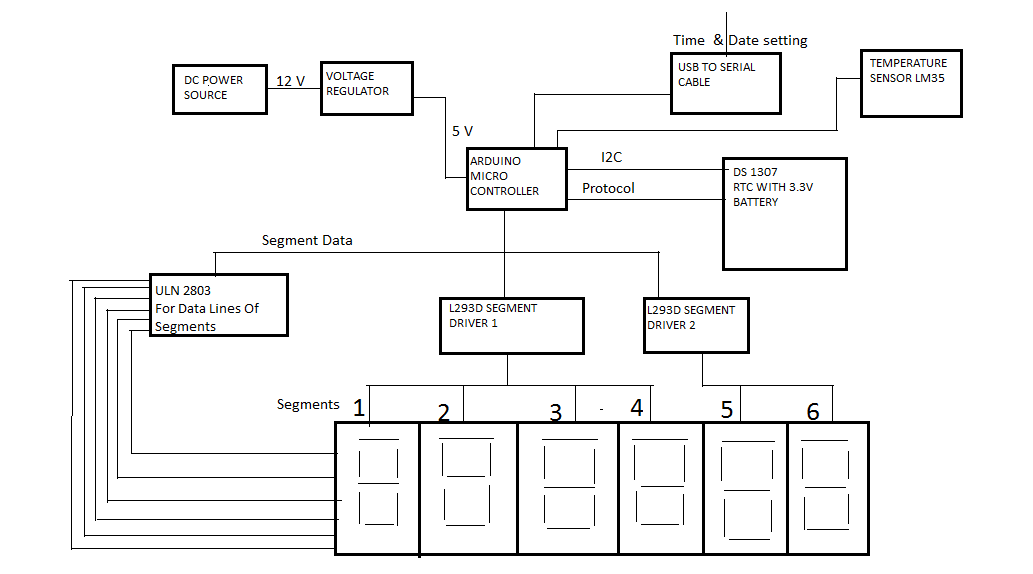 Time & Date setting
DC POWER
SOURCE
12 V
VOLTAGE
REGULATOR
USB TO SERIAL
CABLE
TEMPERATURE
SENSOR LM35
5 V
ARDUINO
MICRO
CONTROLLER
I2C
Protocol
DS 1307
RTC WITH 3.3V
BATTERY
Segment Data
ULN 2803
For Data Lines Of
Segments
L293D SEGMENT
DRIVER 1
L293D SEGMENT
DRIVER 2
Segments 1 2 3 - 4 5 6